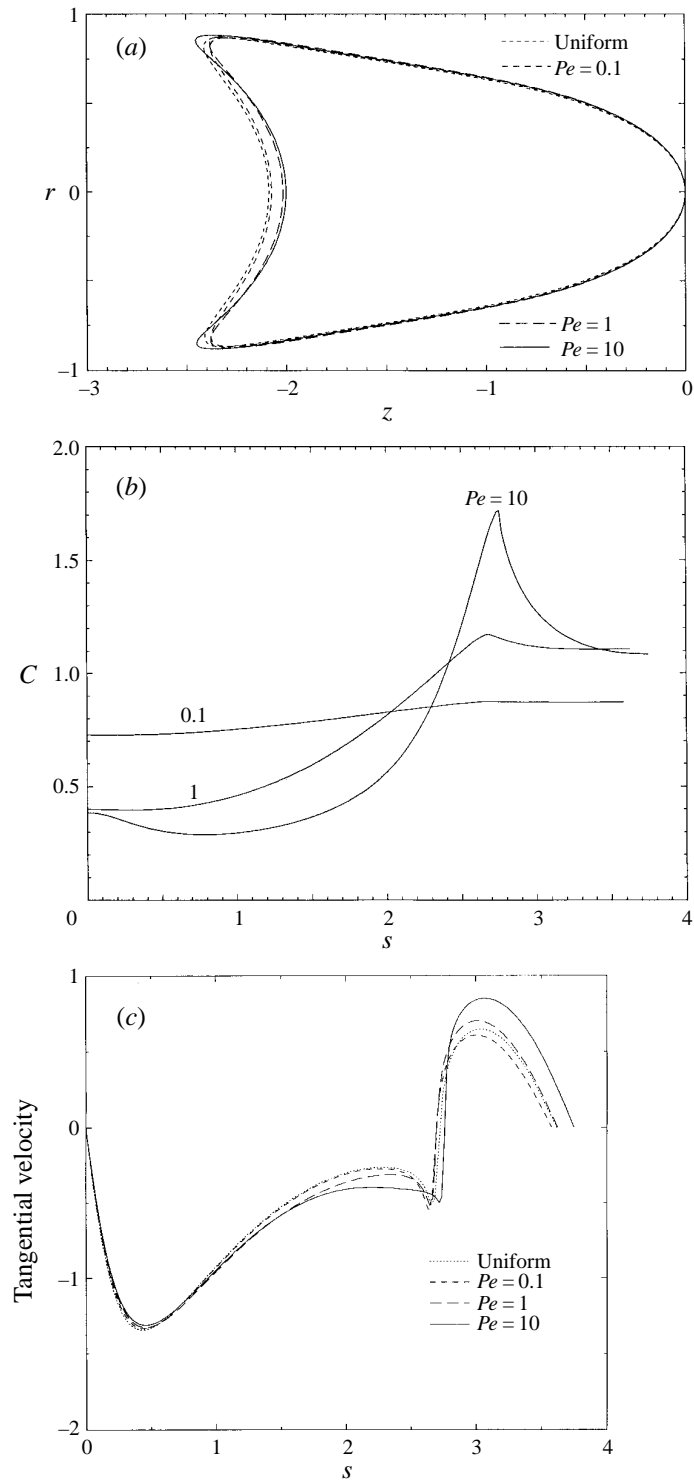 1
(a)
Uniform
Pe = 0.1
r
0
Pe = 1
Pe = 10
−1
−3
−2
−1
0
z
2.0
(b)
Pe = 10
1.5
C
1.0
0.1
0.5
1
0
1
2
3
4
s
1
(c)
0
Tangential velocity
−1
Uniform
Pe = 0.1
Pe = 1
Pe = 10
−2
0
1
2
3
4
s